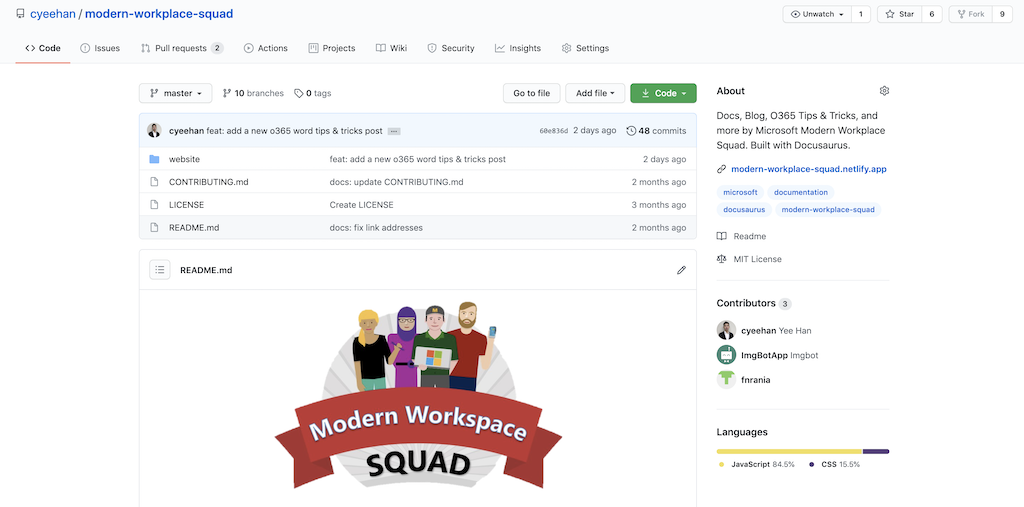 cyeehan / modern-workplace-squad
Unwatch 1 Star 6 Fork 9
Code Issues Pull requests 2 Actions Projects Wiki Security Insights Settings
master 10 branches 0 tags Go to file Add file Code
cyeehan feat: add a new o365 word tips & tricks post 60e836d 2 days ago 48 commits
website feat: add a new o365 word tips & tricks post 2 days ago
CONTRIBUTING.md docs: update CONTRIBUTING.md 2 months ago
LICENSE Create LICENSE 3 months ago
README.md docs: fix link addresses 2 months ago
README.md
Modern Workspace
SQUAD
About
Docs, Blog, O365 Tips & Tricks, and
more by Microsoft Modern Workplace
Squad. Built with Docusaurus.
modern-workplace-squad.netlify.app
microsoft documentation
docusaurus modern-workplace-squad
Readme
MIT License
Contributors 3
cyeehan Yee Han
ImgBotApp Imgbot
fnrania
Languages
JavaScript 84.5% CSS 15.5%